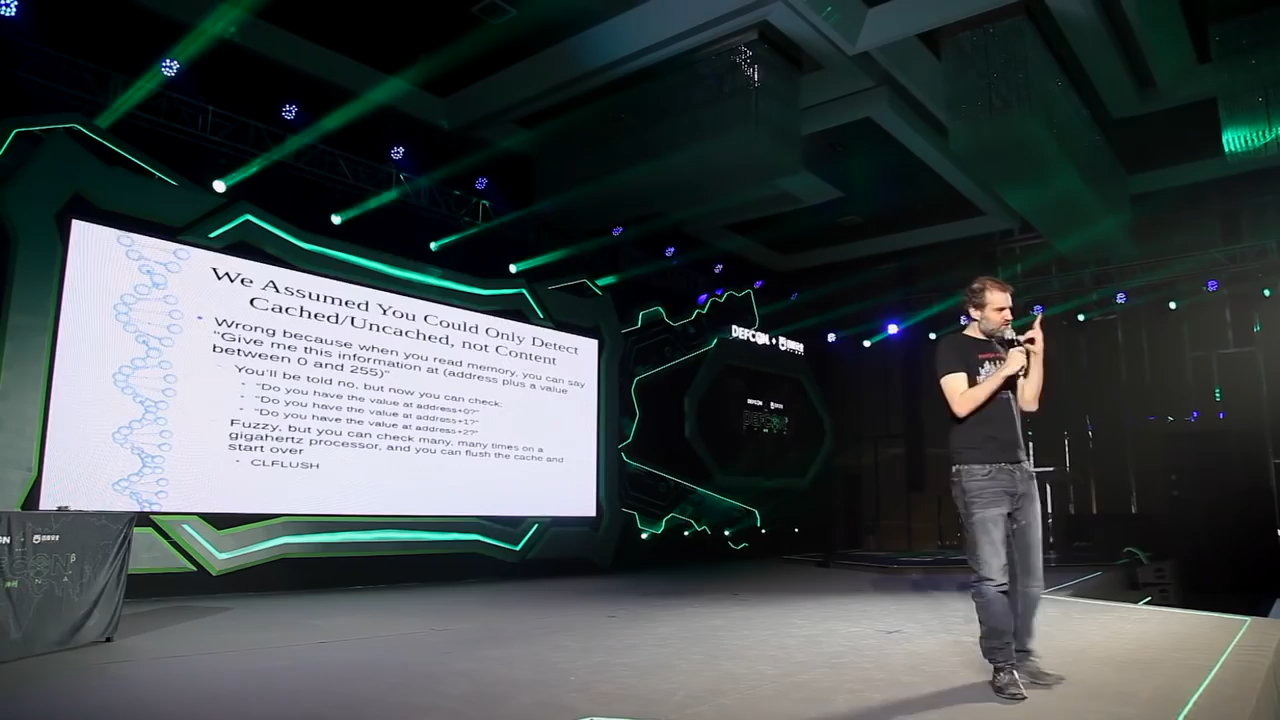 We Assumed You Could Only Detect
Cached/Uncached, not Content
Wrong because when you read memory, you can say
"Give me this information at (address plus a value
between 0 and 255)"
You'll be told no, but now you can check:
"Do you have the value at address+0?"
"Do you have the value at address+1?"
"Do you have the value at address+2?"
Fuzzy, but you can check many, many times on a
gigahertz processor, and you can flush the cache and
start over
CLFLUSH
DEFCON +
DEFCON